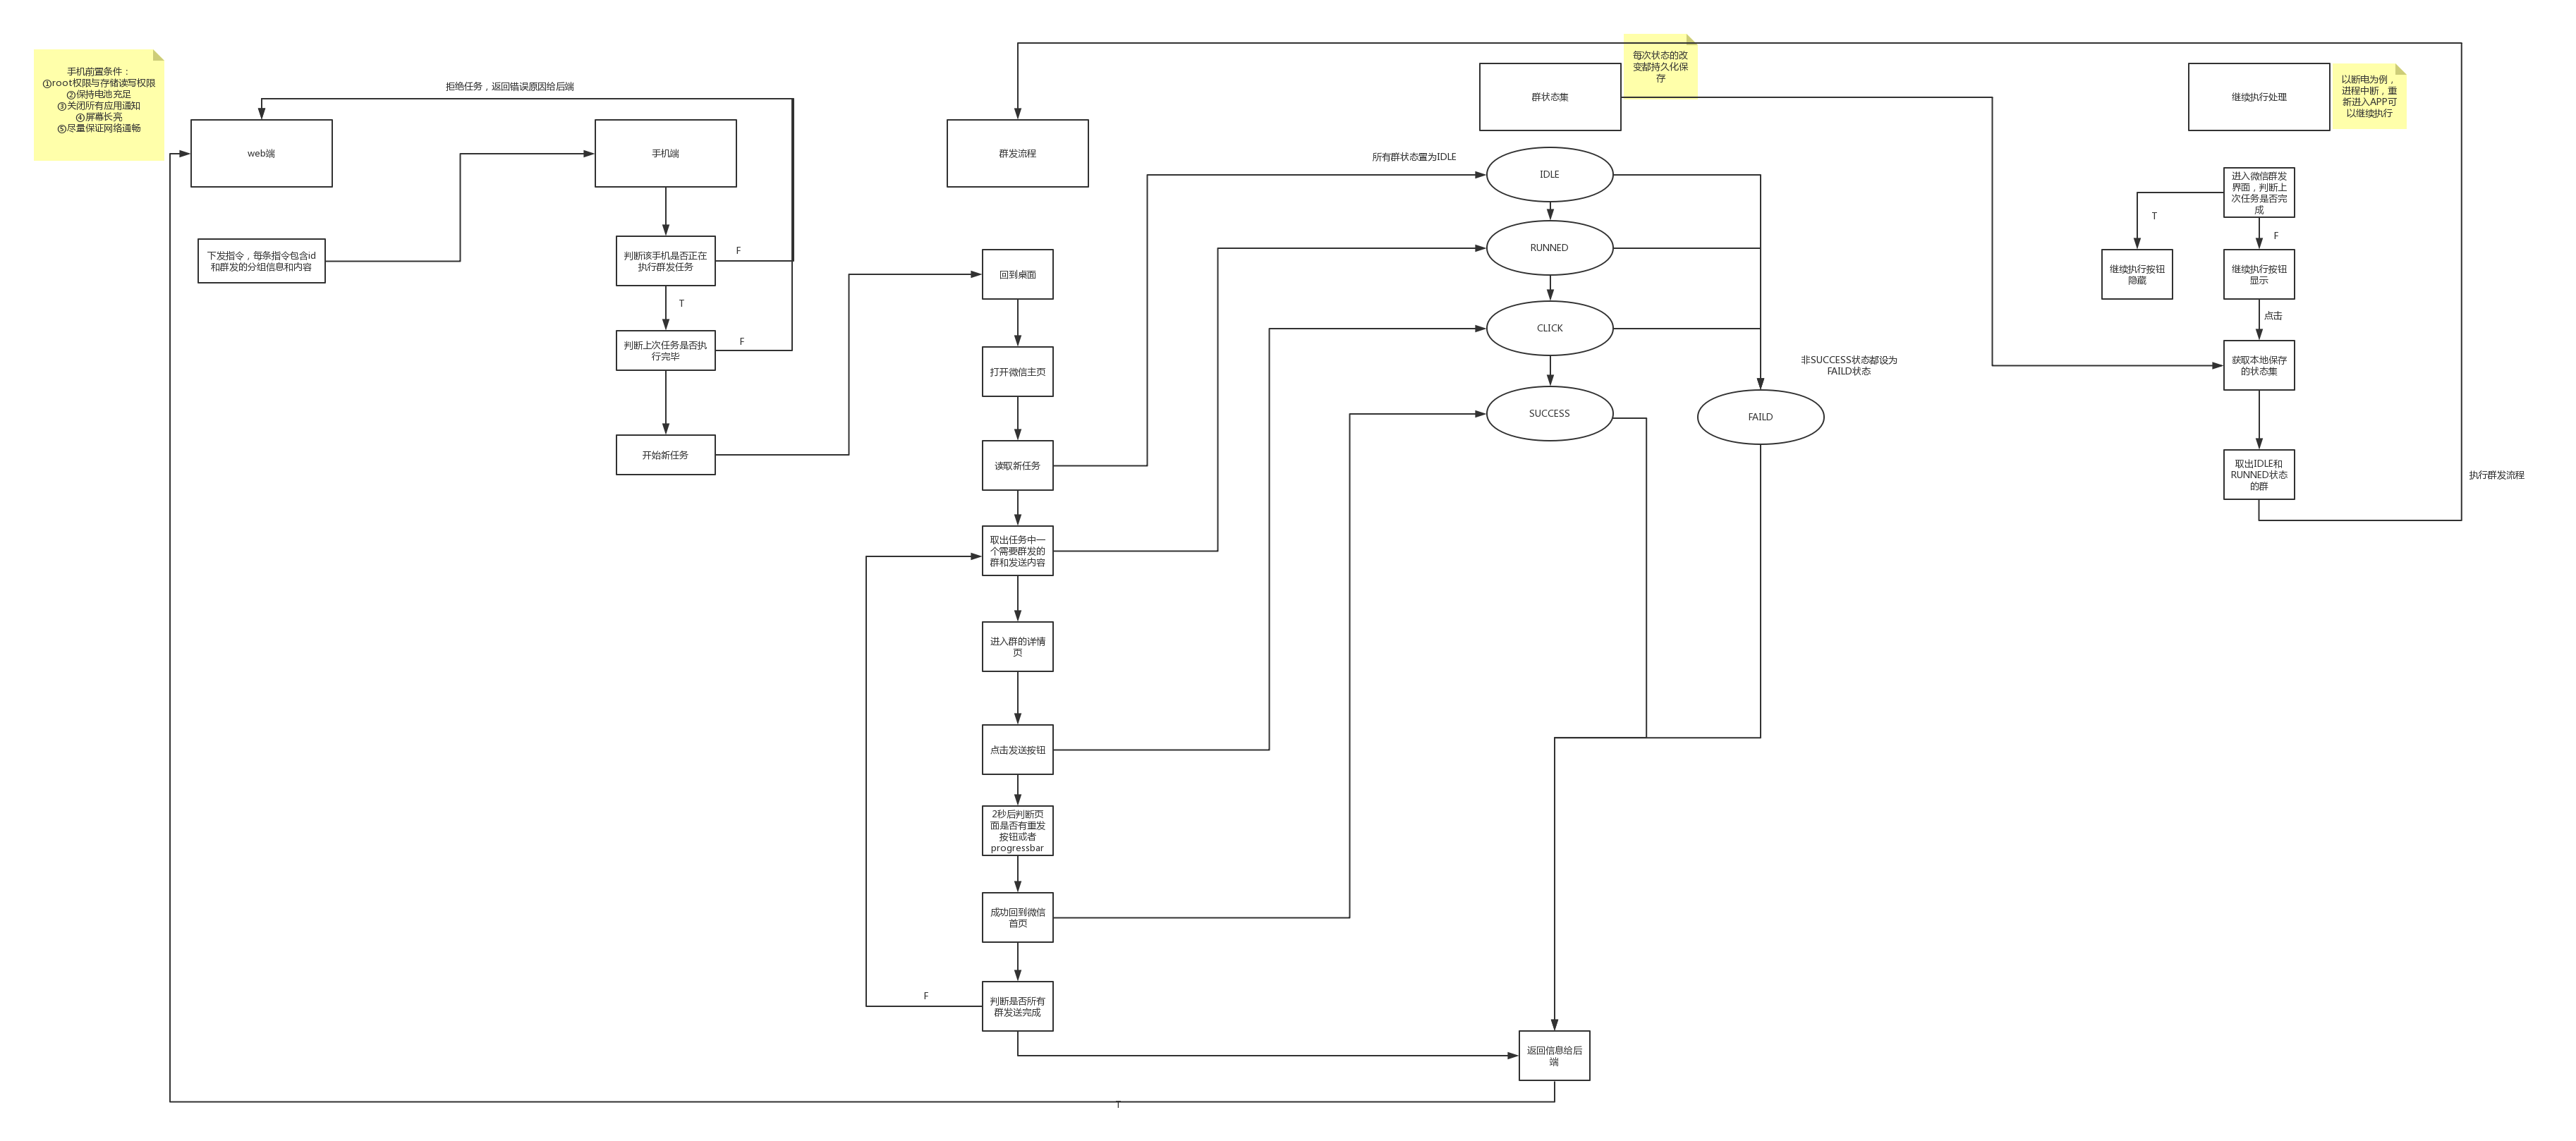 手机前置条件：
①root权限与存储读写权限
②保持电池充足
③关闭所有应用通知
④屏幕长亮
⑤尽量保证网络通畅
拒绝任务，返回错误原因给后端
web端
下发指令，每条指令包含id
和群发的分组信息和内容
手机端
判断该手机是否正在
执行群发任务
F
T
判断上次任务是否执
行完毕
F
开始新任务
群发流程
回到桌面
打开微信主页
读取新任务
取出任务中一
个需要群发的
群和发送内容
进入群的详情
页
点击发送按钮
2秒后判断页
面是否有重发
按钮或者
progressbar
成功回到微信
首页
判断是否所有
群发送完成
F
T
群状态集
每次状态的改
变都持久化保
存
所有群状态置为IDLE
IDLE
RUNNED
CLICK
SUCCESS
FAILD
非SUCCESS状态都设为
FAILD状态
返回信息给后
端
继续执行处理
以断电为例，
进程中断，重
新进入APP可
以继续执行
进入微信群发
界面，判断上
次任务是否完
成
T
F
继续执行按钮
隐藏
继续执行按钮
显示
点击
获取本地保存
的状态集
取出IDLE和
RUNNED状态
的群
执行群发流程